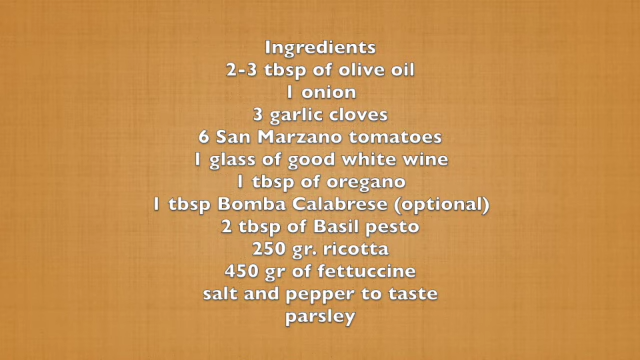 Ingredients
2-3 tbsp of olive oil
1 onion
3 garlic cloves
6 San Marzano tomatoes
1 glass of good white wine
1 tbsp of oregano
1 tbsp Bomba Calabrese (optional)
2 tbsp of Basil pesto
250 gr. ricotta
450 gr of fettuccine
salt and pepper to taste
parsley